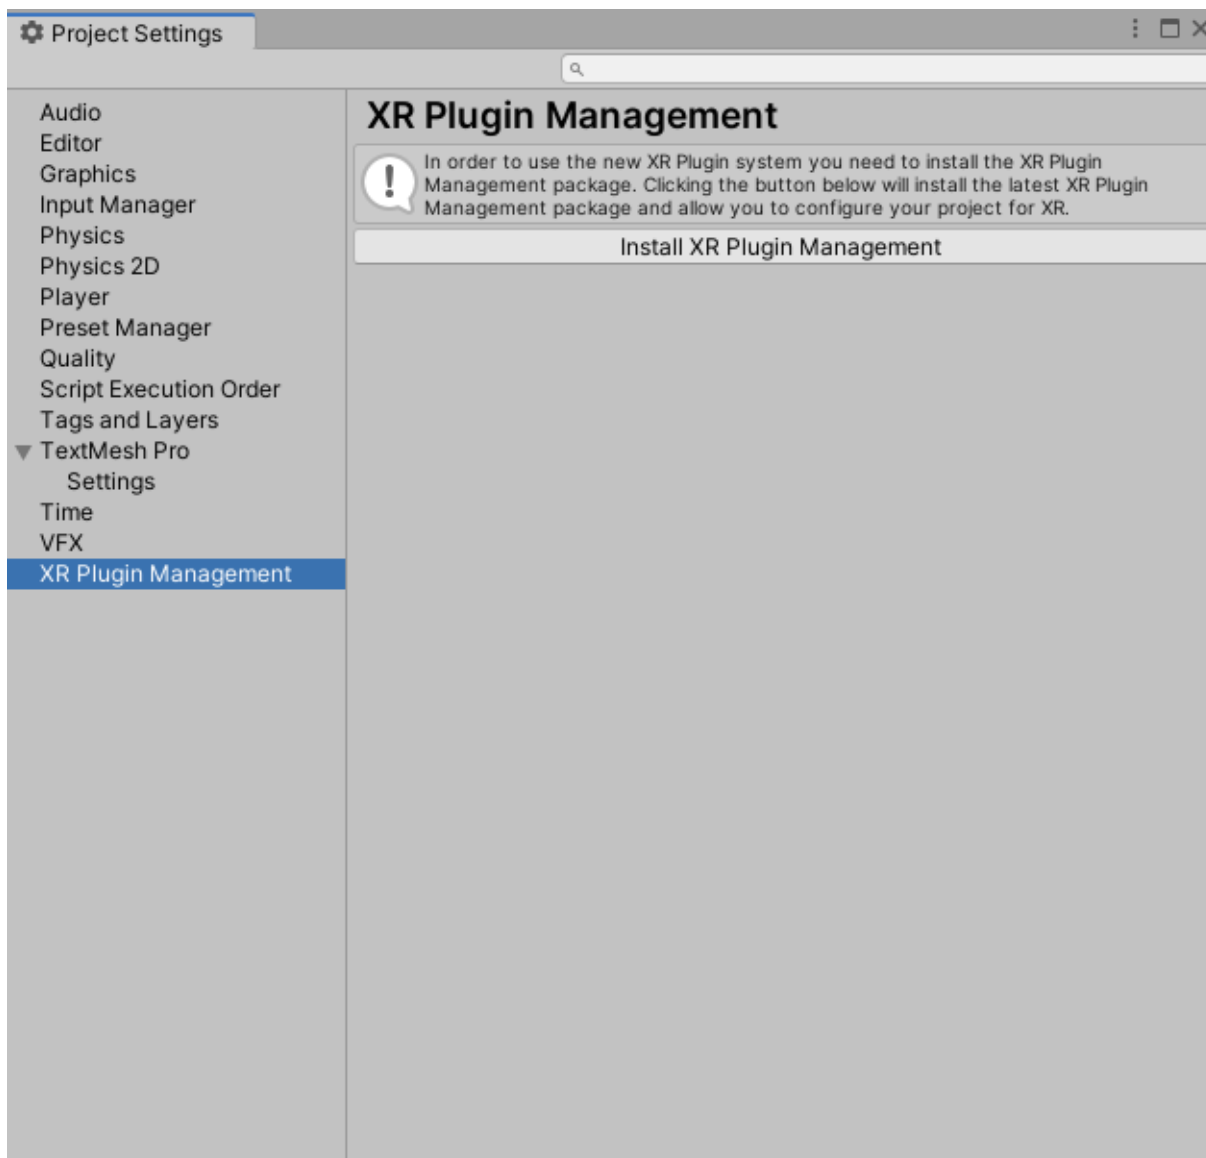 Project Settings
Audio
Editor
Graphics
Input Manager
Physics
Physics 2D
Player
Preset Manager
Quality
Script Execution Order
Tags and Layers
TextMesh Pro
Settings
Time
VFX
XR Plugin Management
XR Plugin Management
In order to use the new XR Plugin system you need to install the XR Plugin
Management package. Clicking the button below will install the latest XR Plugin
Management package and allow you to configure your project for XR.
Install XR Plugin Management